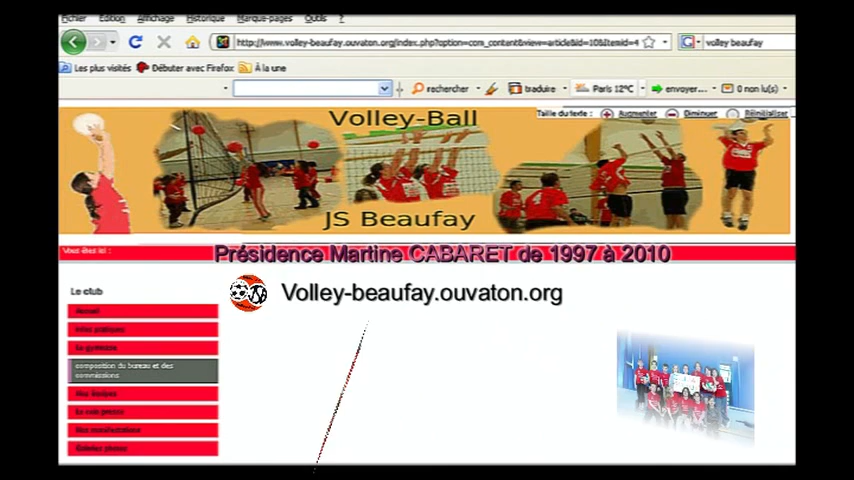 Fichier Edition Affichage Historique Marque-pages Outils ?
http://www.volley-beaufay.ouvaton.org/index.php?option=com_content&view=article&id=10&Itemid=4
volley beaufay
Les plus visités Débuter avec Firefox À la une
rechercher traduire Paris 12°C envoyer... 0 non lu(s)
Taille du texte : Augmenter Diminuer Réinitialiser
Volley-Ball
JS Beaufay
Vous êtes ici :
Présidence Martine CABARET de 1997 à 2010
Volley-beaufay.ouvaton.org
Le club
Accueil
Infos pratiques
Le gymnase
composition du bureau et des
commissions
Nos équipes
Nos manifestations
Galeries photos